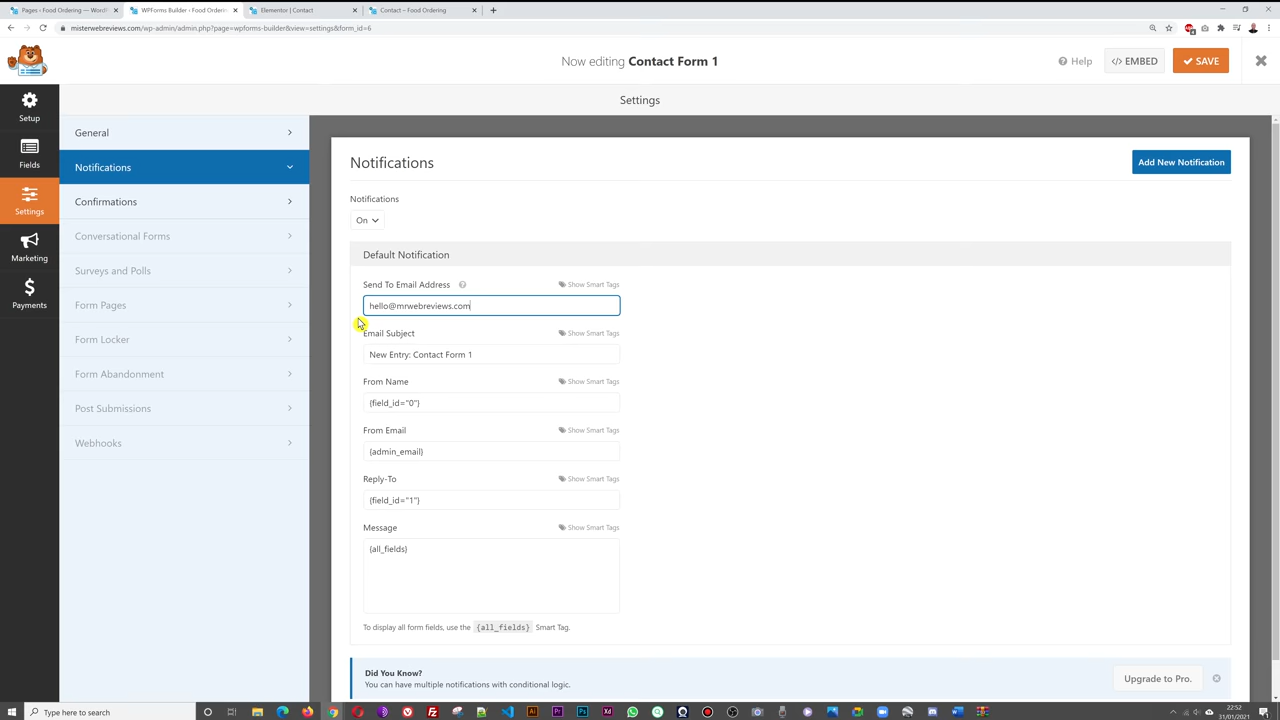 Pages ‹ Food Ordering — WordPr
WPForms Builder ‹ Food Orderin
Elementor | Contact
Contact – Food Ordering
misterwebreviews.com/wp-admin/admin.php?page=wpforms-builder&view=settings&form_id=6
Now editing Contact Form 1
Help
</> EMBED
SAVE
Setup
Fields
Settings
Marketing
Payments
Settings
General
Notifications
Confirmations
Conversational Forms
Surveys and Polls
Form Pages
Form Locker
Form Abandonment
Post Submissions
Webhooks
Notifications
Add New Notification
Notifications
On
Default Notification
Send To Email Address
Show Smart Tags
hello@mrwebreviews.com
Email Subject
Show Smart Tags
New Entry: Contact Form 1
From Name
Show Smart Tags
{field_id="0"}
From Email
Show Smart Tags
{admin_email}
Reply-To
Show Smart Tags
{field_id="1"}
Message
Show Smart Tags
{all_fields}
To display all form fields, use the {all_fields} Smart Tag.
Did You Know?
You can have multiple notifications with conditional logic.
Upgrade to Pro.
Type here to search
22:52
31/01/2021